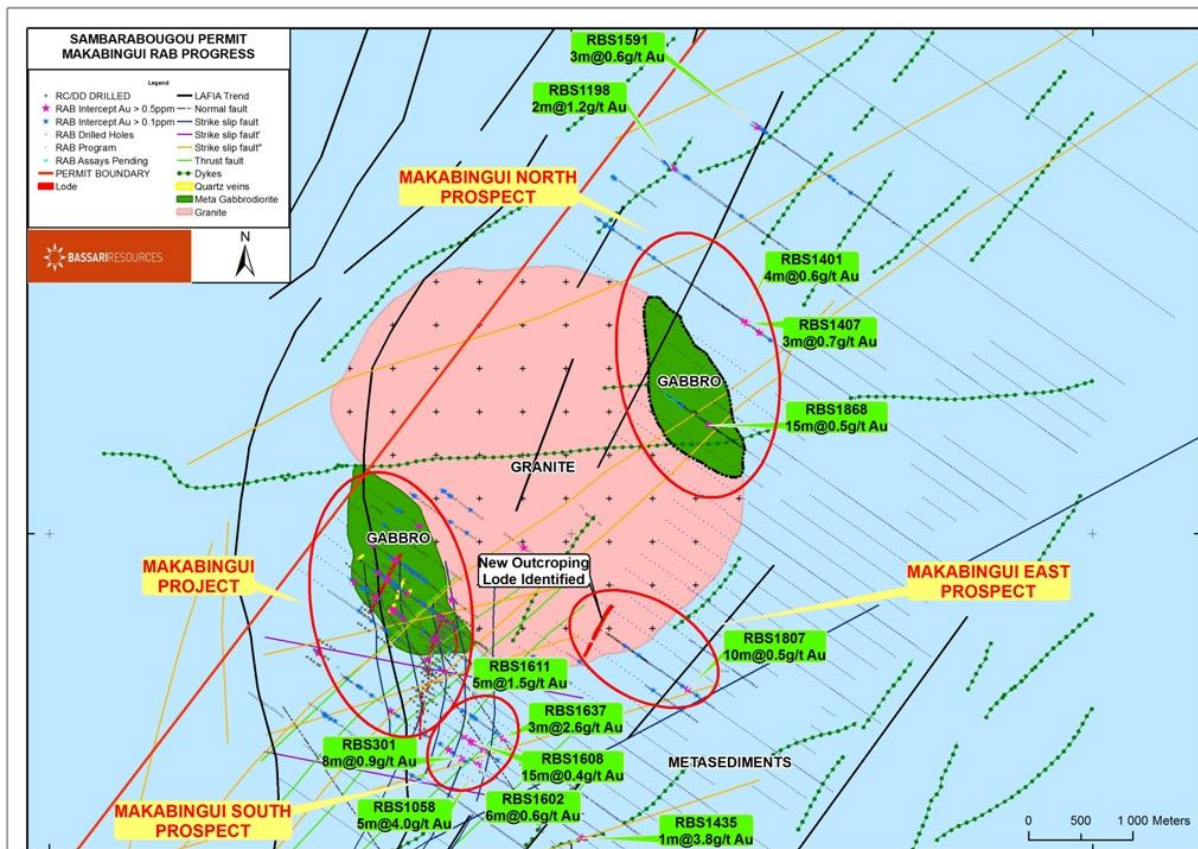 SAMBARABOUGOU PERMIT
MAKABINGUI RAB PROGRESS
Legend
RC/DD DRILLED
RAB Intercept Au > 0.5ppm
RAB Intercept Au > 0.1ppm
RAB Drilled Holes
RAB Program
RAB Assays Pending
PERMIT BOUNDARY
Lode
LAFIA Trend
Normal fault
Strike slip fault
Strike slip fault'
Strike slip fault"
Thrust fault
Dykes
Quartz veins
Meta Gabbrodiorite
Granite
BASSARIRESOURCES
N
RBS1591
3m@0.6g/t Au
RBS1198
2m@1.2g/t Au
MAKABINGUI NORTH
PROSPECT
RBS1401
4m@0.6g/t Au
RBS1407
3m@0.7g/t Au
GABBRO
RBS1868
15m@0.5g/t Au
GRANITE
GABBRO
New Outcroping
Lode Identified
MAKABINGUI
PROJECT
MAKABINGUI EAST
PROSPECT
RBS1807
10m@0.5g/t Au
RBS1611
5m@1.5g/t Au
RBS1637
3m@2.6g/t Au
RBS301
8m@0.9g/t Au
RBS1608
15m@0.4g/t Au
METASEDIMENTS
MAKABINGUI SOUTH
PROSPECT
RBS1058
5m@4.0g/t Au
RBS1602
6m@0.6g/t Au
RBS1435
1m@3.8g/t Au
0 500 1 000 Meters